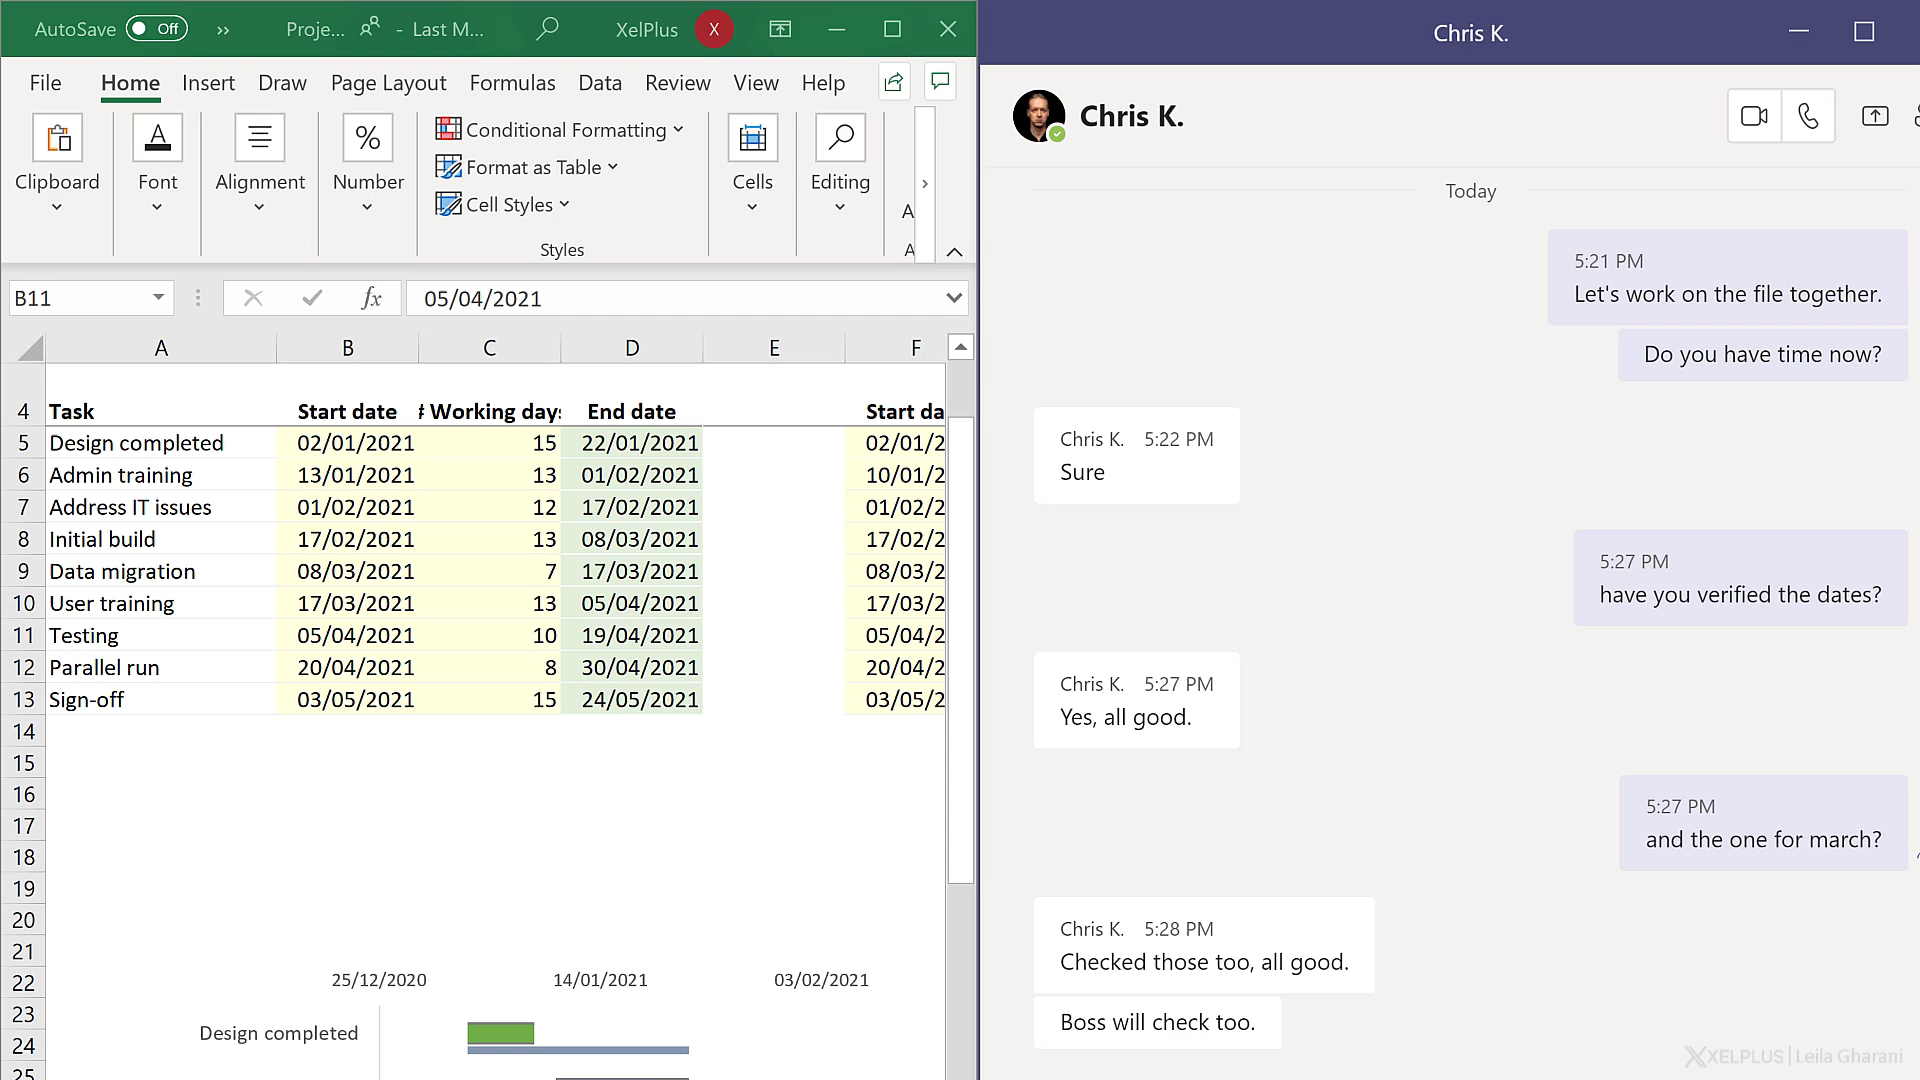 AutoSave Off Proje... - Last M... XelPlus X
File Home Insert Draw Page Layout Formulas Data Review View Help
Clipboard Font Alignment % Number Conditional Formatting Cells Editing
Format as Table
Cell Styles
Styles
B11 fx 05/04/2021
A B C D E F
4 Task Start date # Working days End date Start da
5 Design completed 02/01/2021 15 22/01/2021 02/01/2
6 Admin training 13/01/2021 13 01/02/2021 10/01/2
7 Address IT issues 01/02/2021 12 17/02/2021 01/02/2
8 Initial build 17/02/2021 13 08/03/2021 17/02/2
9 Data migration 08/03/2021 7 17/03/2021 08/03/2
10 User training 17/03/2021 13 05/04/2021 17/03/2
11 Testing 05/04/2021 10 19/04/2021 05/04/2
12 Parallel run 20/04/2021 8 30/04/2021 20/04/2
13 Sign-off 03/05/2021 15 24/05/2021 03/05/2
14
15
16
17
18
19
20
21
22 25/12/2020 14/01/2021 03/02/2021
23
Design completed
24
25
Chris K.
Chris K.
Today
5:21 PM
Let's work on the file together.
Do you have time now?
Chris K. 5:22 PM
Sure
5:27 PM
have you verified the dates?
Chris K. 5:27 PM
Yes, all good.
5:27 PM
and the one for march?
Chris K. 5:28 PM
Checked those too, all good.
Boss will check too.
XELPLUS | Leila Gharani